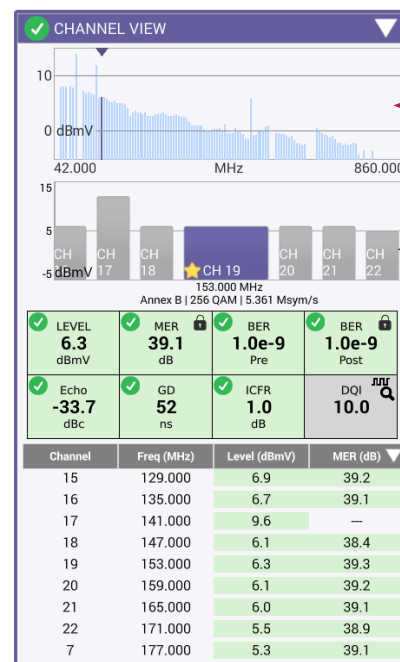 CHANNEL VIEW
10
0 dBmV
42.000 MHz 860.000
15
5
-5 dBmV
CH 17
CH 18
CH 19
CH 20
CH 21
CH 22
153.000 MHz
Annex B | 256 QAM | 5.361 Msym/s
LEVEL MER BER BER
6.3 39.1 1.0e-9 1.0e-9
dBmV dB Pre Post
Echo GD ICFR DQI
-33.7 52 1.0 10.0
dBc ns dB
Channel Freq (MHz) Level (dBmV) MER (dB)
15 129.000 6.9 39.2
16 135.000 6.7 39.1
17 141.000 9.6 ---
18 147.000 6.1 38.4
19 153.000 6.3 39.3
20 159.000 6.1 39.2
21 165.000 6.0 39.1
22 171.000 5.5 38.9
7 177.000 5.3 39.1